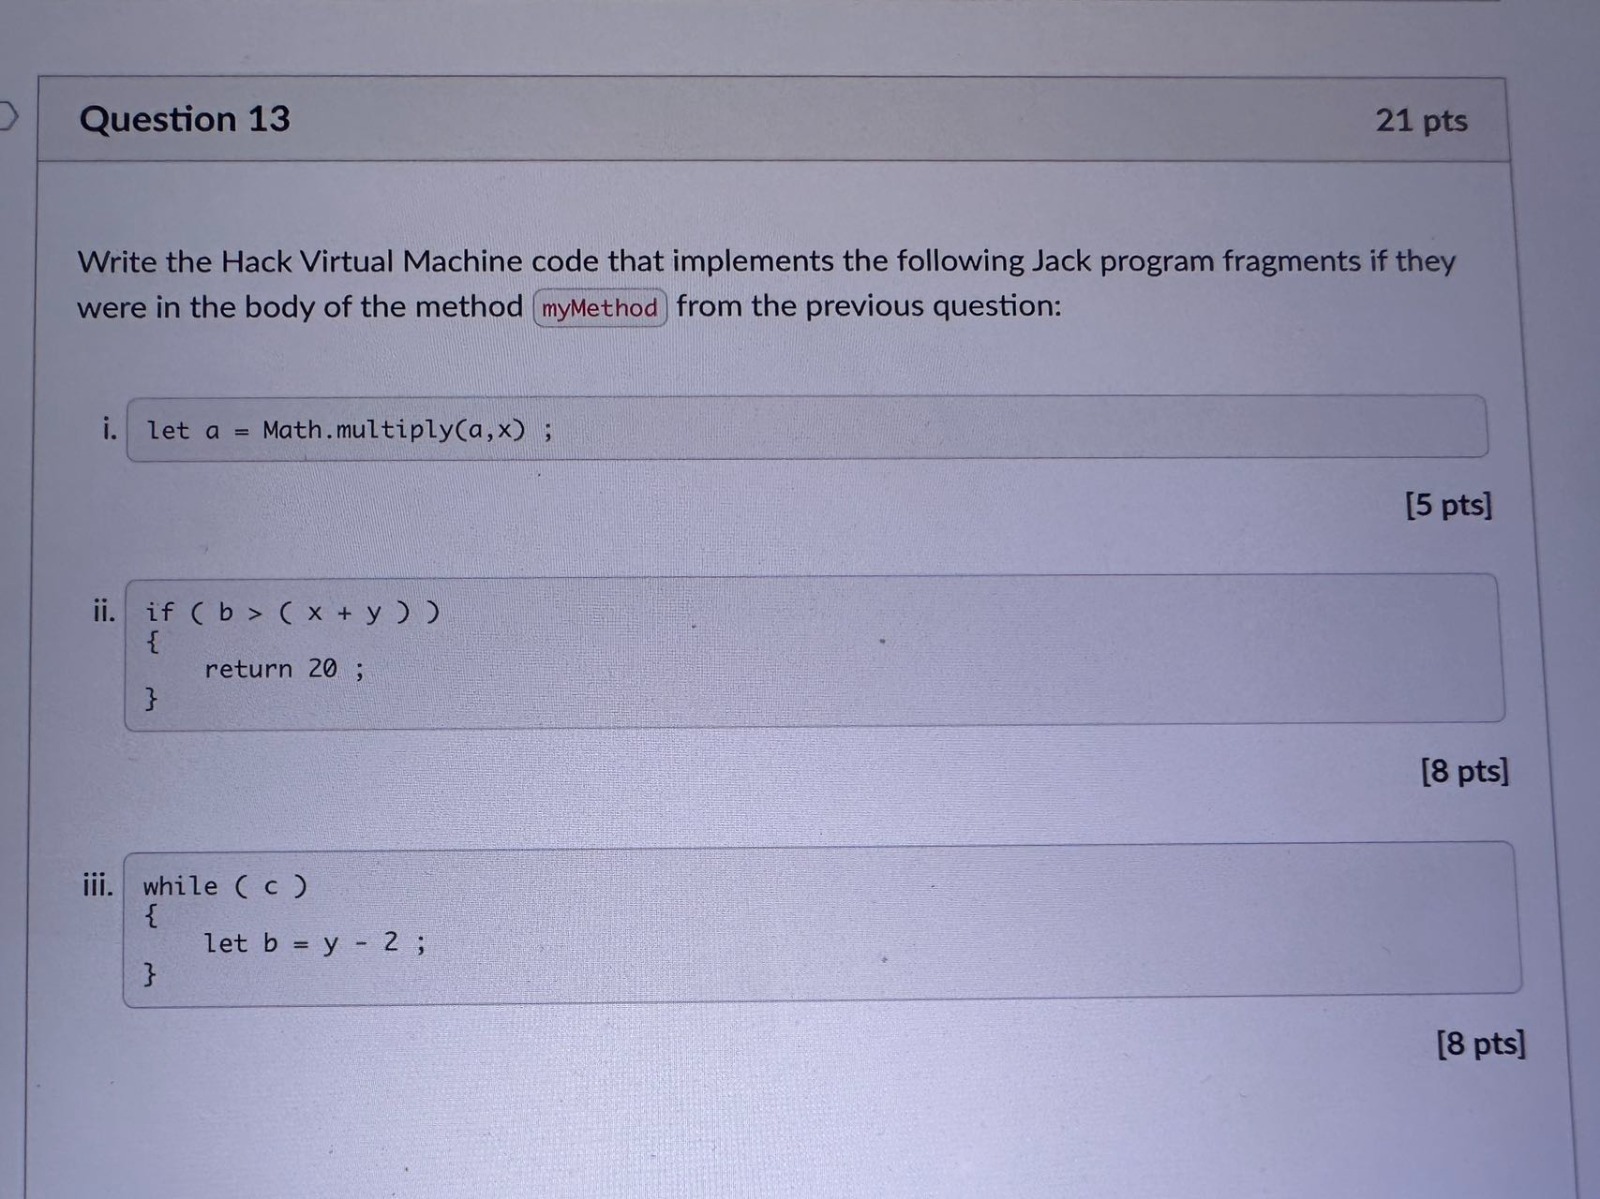 Question 13
21 pts
Write the Hack Virtual Machine code that implements the following Jack program fragments if they
were in the body of the method myMethod from the previous question:
i. let a = Math.multiply(a,x) ;
[5 pts]
ii. if ( b > ( x + y ) )
{
return 20 ;
}
[8 pts]
iii. while ( c )
{
let b = y - 2 ;
}
[8 pts]